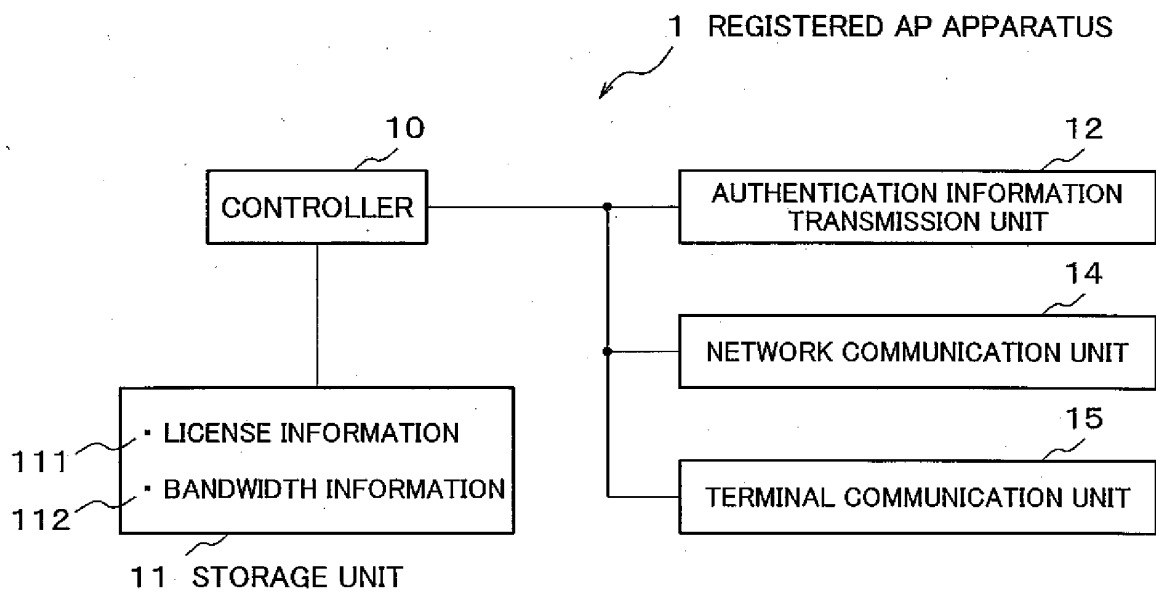 1 REGISTERED AP APPARATUS
10
CONTROLLER
12
AUTHENTICATION INFORMATION
TRANSMISSION UNIT
14
NETWORK COMMUNICATION UNIT
15
TERMINAL COMMUNICATION UNIT
111
・LICENSE INFORMATION
112
・BANDWIDTH INFORMATION
11 STORAGE UNIT